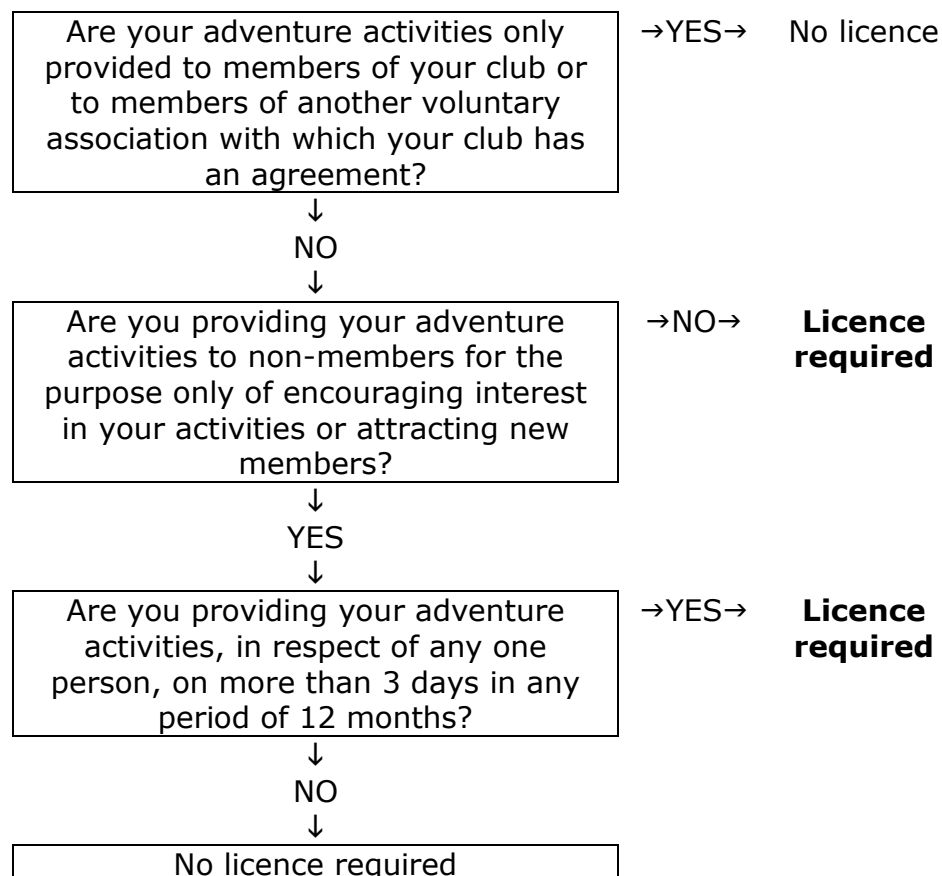 Are your adventure activities only →YES→ No licence
provided to members of your club or
to members of another voluntary
association with which your club has
an agreement?
↓
NO
↓
Are you providing your adventure →NO→ Licence
activities to non-members for the required
purpose only of encouraging interest
in your activities or attracting new
members?
↓
YES
↓
Are you providing your adventure →YES→ Licence
activities, in respect of any one required
person, on more than 3 days in any
period of 12 months?
↓
NO
↓
No licence required